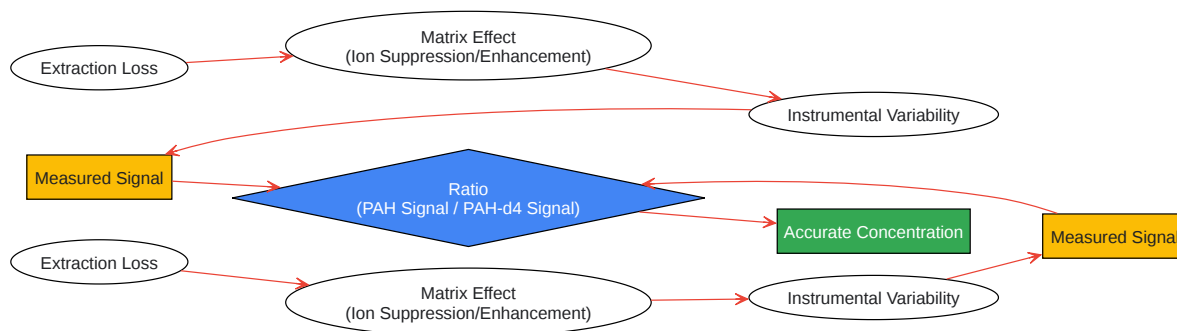 Matrix Effect
(Ion Suppression/Enhancement)
Extraction Loss
Instrumental Variability
Measured Signal
Ratio
(PAH Signal / PAH-d4 Signal)
Accurate Concentration
Measured Signal
Extraction Loss
Matrix Effect
(Ion Suppression/Enhancement)
Instrumental Variability